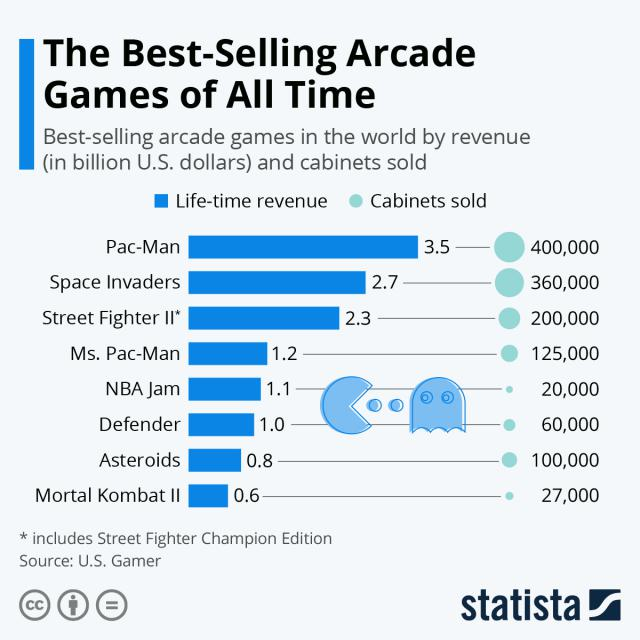 The Best-Selling Arcade
Games of All Time
Best-selling arcade games in the world by revenue
(in billion U.S. dollars) and cabinets sold
Life-time revenue Cabinets sold
Pac-Man 3.5 400,000
Space Invaders 2.7 360,000
Street Fighter II* 2.3 200,000
Ms. Pac-Man 1.2 125,000
NBA Jam 1.1 20,000
Defender 1.0 60,000
Asteroids 0.8 100,000
Mortal Kombat II 0.6 27,000
* includes Street Fighter Champion Edition
Source: U.S. Gamer
cc = statista